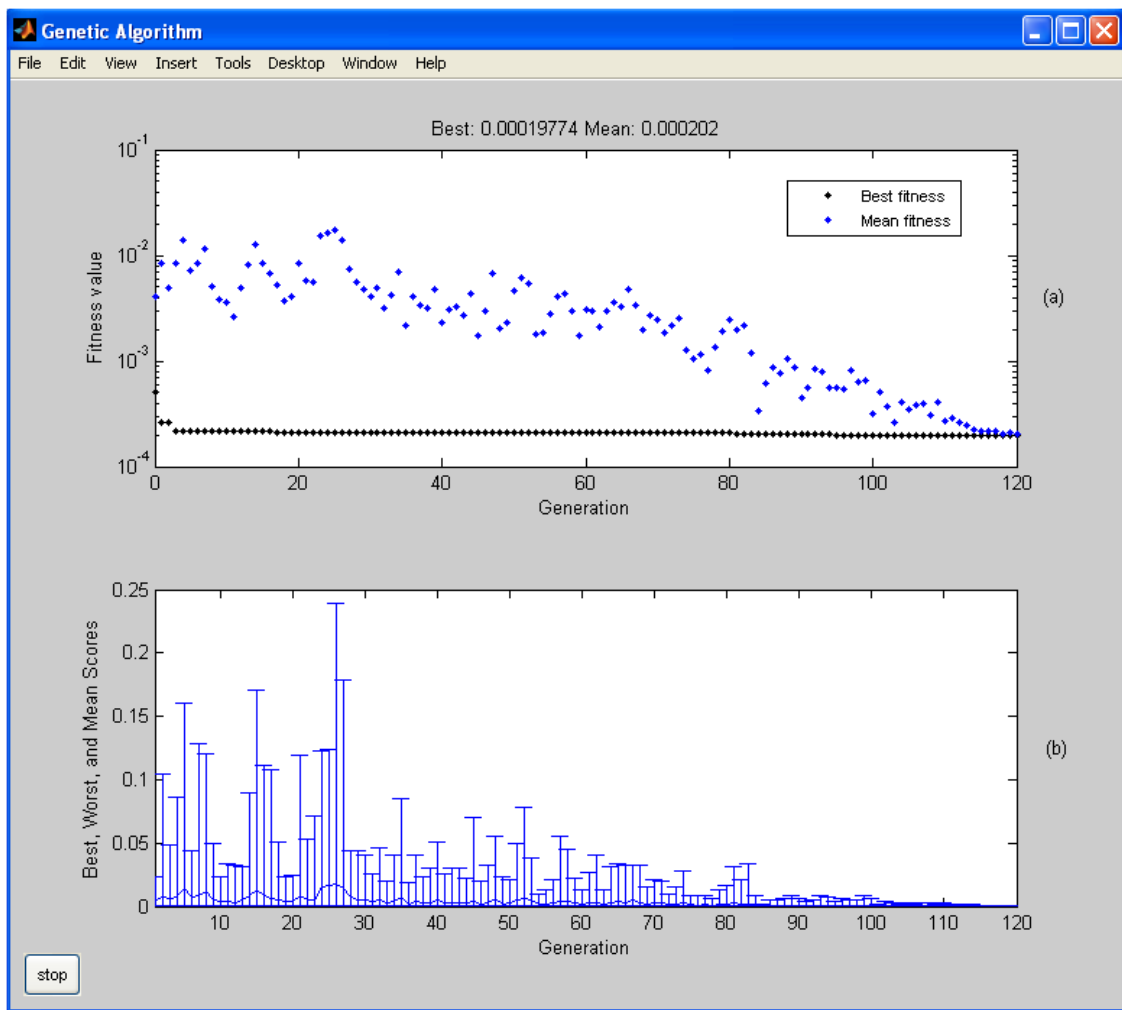 Genetic Algorithm
File Edit View Insert Tools Desktop Window Help
Best: 0.00019774 Mean: 0.000202
10^-1
10^-2
10^-3
10^-4
Fitness value
Best fitness
Mean fitness
(a)
0 20 40 60 80 100 120
Generation
0.25
0.2
0.15
0.1
0.05
0
Best, Worst, and Mean Scores
(b)
10 20 30 40 50 60 70 80 90 100 110 120
Generation
stop